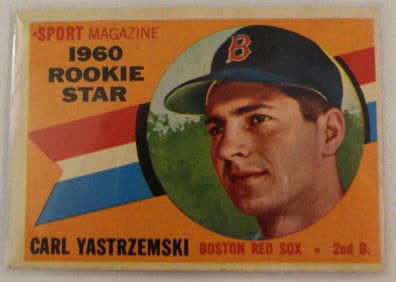 SPORT MAGAZINE
1960
ROOKIE
STAR
B
CARL YASTRZEMSKI BOSTON RED SOX • 2nd B.